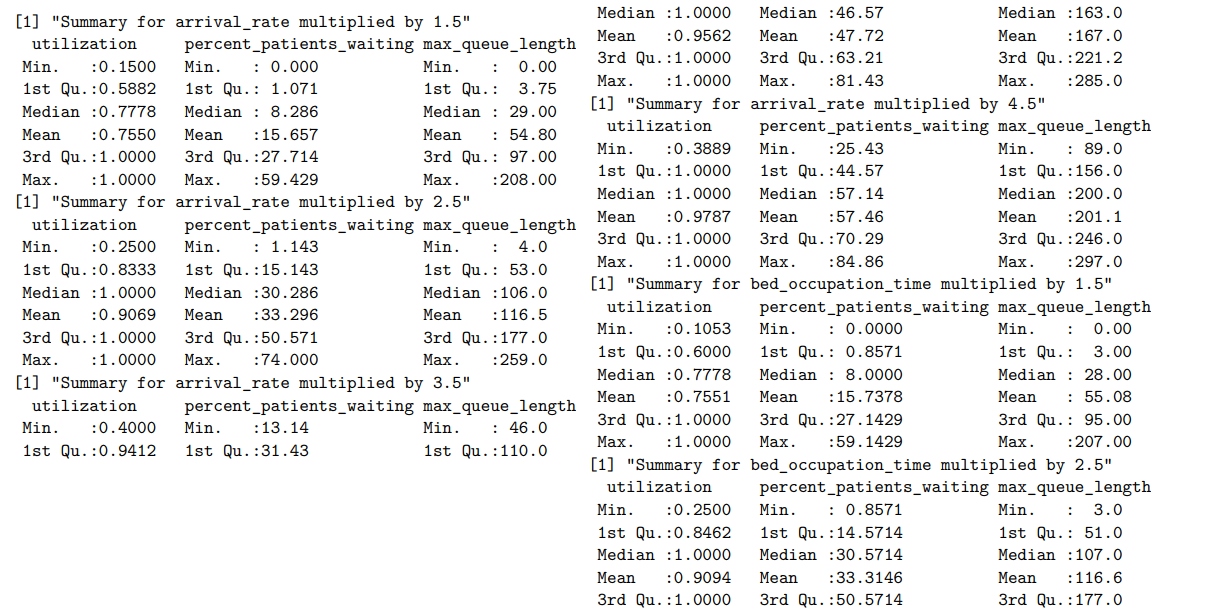 [1] "Summary for arrival_rate multiplied by 1.5"
  utilization     percent_patients_waiting max_queue_length
 Min.   :0.1500   Min.   : 0.000           Min.   :  0.00
 1st Qu.:0.5882   1st Qu.: 1.071           1st Qu.:  3.75
 Median :0.7778   Median : 8.286           Median : 29.00
 Mean   :0.7550   Mean   :15.657           Mean   : 54.80
 3rd Qu.:1.0000   3rd Qu.:27.714           3rd Qu.: 97.00
 Max.   :1.0000   Max.   :59.429           Max.   :208.00
[1] "Summary for arrival_rate multiplied by 2.5"
  utilization     percent_patients_waiting max_queue_length
 Min.   :0.2500   Min.   : 1.143           Min.   :  4.0
 1st Qu.:0.8333   1st Qu.:15.143           1st Qu.: 53.0
 Median :1.0000   Median :30.286           Median :106.0
 Mean   :0.9069   Mean   :33.296           Mean   :116.5
 3rd Qu.:1.0000   3rd Qu.:50.571           3rd Qu.:177.0
 Max.   :1.0000   Max.   :74.000           Max.   :259.0
[1] "Summary for arrival_rate multiplied by 3.5"
  utilization     percent_patients_waiting max_queue_length
 Min.   :0.4000   Min.   :13.14            Min.   : 46.0
 1st Qu.:0.9412   1st Qu.:31.43            1st Qu.:110.0
 Median :1.0000   Median :46.57            Median :163.0
 Mean   :0.9562   Mean   :47.72            Mean   :167.0
 3rd Qu.:1.0000   3rd Qu.:63.21            3rd Qu.:221.2
 Max.   :1.0000   Max.   :81.43            Max.   :285.0
[1] "Summary for arrival_rate multiplied by 4.5"
  utilization     percent_patients_waiting max_queue_length
 Min.   :0.3889   Min.   :25.43            Min.   : 89.0
 1st Qu.:1.0000   1st Qu.:44.57            1st Qu.:156.0
 Median :1.0000   Median :57.14            Median :200.0
 Mean   :0.9787   Mean   :57.46            Mean   :201.1
 3rd Qu.:1.0000   3rd Qu.:70.29            3rd Qu.:246.0
 Max.   :1.0000   Max.   :84.86            Max.   :297.0
[1] "Summary for bed_occupation_time multiplied by 1.5"
  utilization     percent_patients_waiting max_queue_length
 Min.   :0.1053   Min.   : 0.0000          Min.   :  0.00
 1st Qu.:0.6000   1st Qu.: 0.8571          1st Qu.:  3.00
 Median :0.7778   Median : 8.0000          Median : 28.00
 Mean   :0.7551   Mean   :15.7378          Mean   : 55.08
 3rd Qu.:1.0000   3rd Qu.:27.1429          3rd Qu.: 95.00
 Max.   :1.0000   Max.   :59.1429          Max.   :207.00
[1] "Summary for bed_occupation_time multiplied by 2.5"
  utilization     percent_patients_waiting max_queue_length
 Min.   :0.2500   Min.   : 0.8571          Min.   :  3.0
 1st Qu.:0.8462   1st Qu.:14.5714          1st Qu.: 51.0
 Median :1.0000   Median :30.5714          Median :107.0
 Mean   :0.9094   Mean   :33.3146          Mean   :116.6
 3rd Qu.:1.0000   3rd Qu.:50.5714          3rd Qu.:177.0